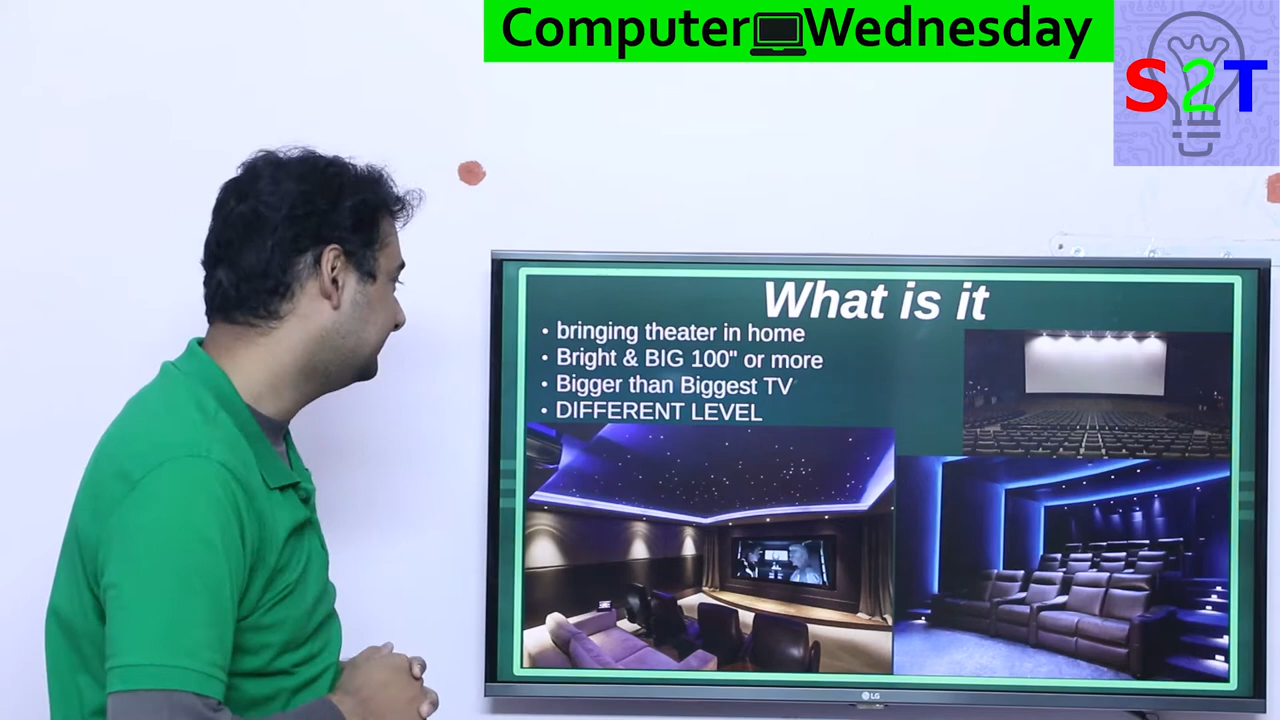 Computer Wednesday
S2T
What is it
• bringing theater in home
• Bright & BIG 100" or more
• Bigger than Biggest TV
• DIFFERENT LEVEL
LG